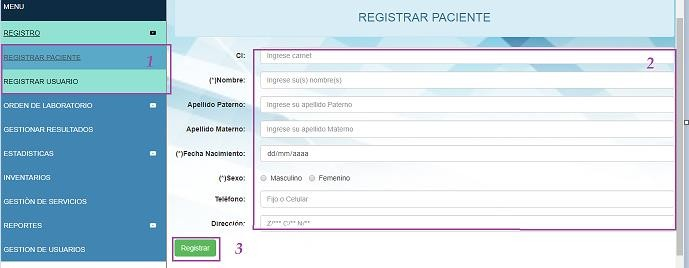 MENU
REGISTRO
REGISTRAR PACIENTE
1
REGISTRAR USUARIO
ORDEN DE LABORATORIO
GESTIONAR RESULTADOS
ESTADISTICAS
INVENTARIOS
GESTIÓN DE SERVICIOS
REPORTES
GESTION DE USUARIOS
REGISTRAR PACIENTE
2
CI: Ingrese carnet
(*)Nombre: Ingrese su(s) nombre(s)
Apellido Paterno: Ingrese su apellido Paterno
Apellido Materno: Ingrese su apellido Materno
(*)Fecha Nacimiento: dd/mm/aaaa
(*)Sexo: Masculino Femenino
Teléfono: Fijo o Celular
Dirección: Z/*** C/** N/**
Registrar 3